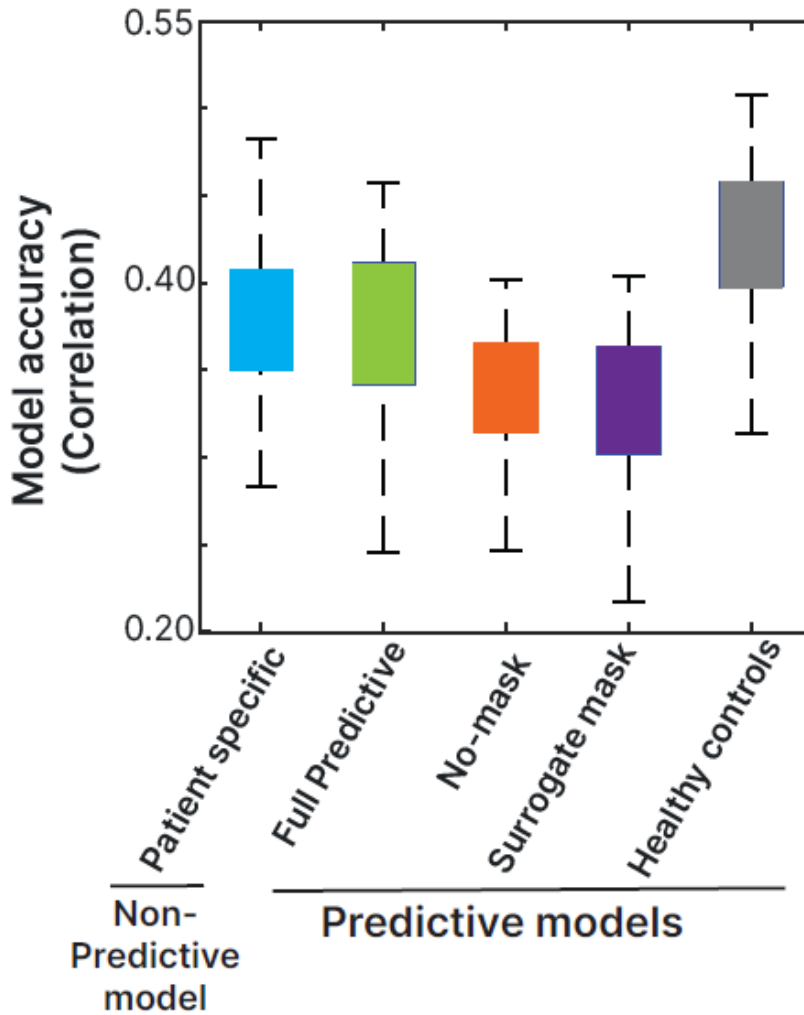 0.55
0.40
0.20
Model accuracy
(Correlation)
Patient specific
Full Predictive
No-mask
Surrogate mask
Healthy controls
Non-
Predictive
model
Predictive models